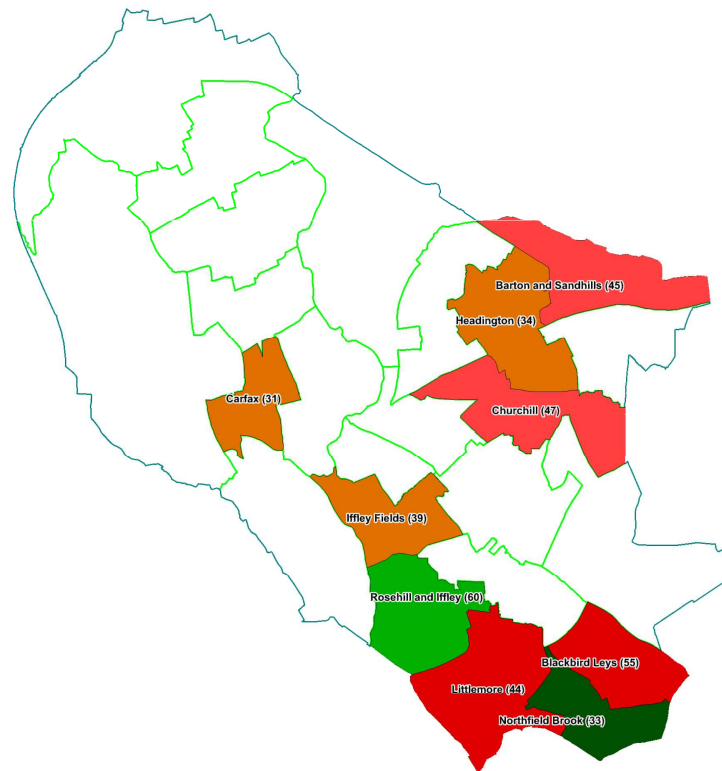 Barton and Sandhills (45)
Headington (34)
Carfax (31)
Churchill (47)
Iffley Fields (39)
Rosehill and Iffley (60)
Blackbird Leys (55)
Littlemore (44)
Northfield Brook (33)